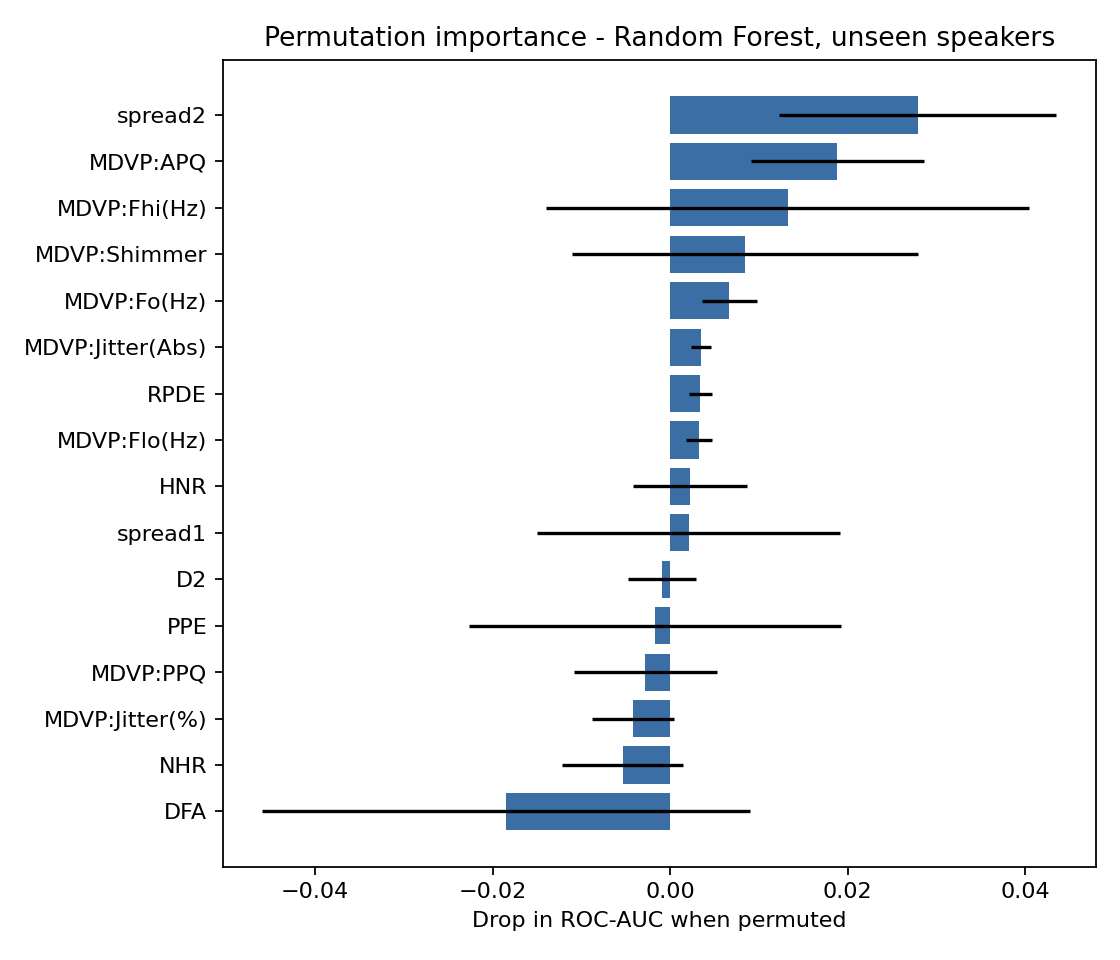 Permutation importance - Random Forest, unseen speakers
spread2
MDVP:APQ
MDVP:Fhi(Hz)
MDVP:Shimmer
MDVP:Fo(Hz)
MDVP:Jitter(Abs)
RPDE
MDVP:Flo(Hz)
HNR
spread1
D2
PPE
MDVP:PPQ
MDVP:Jitter(%)
NHR
DFA
−0.04 −0.02 0.00 0.02 0.04
Drop in ROC-AUC when permuted